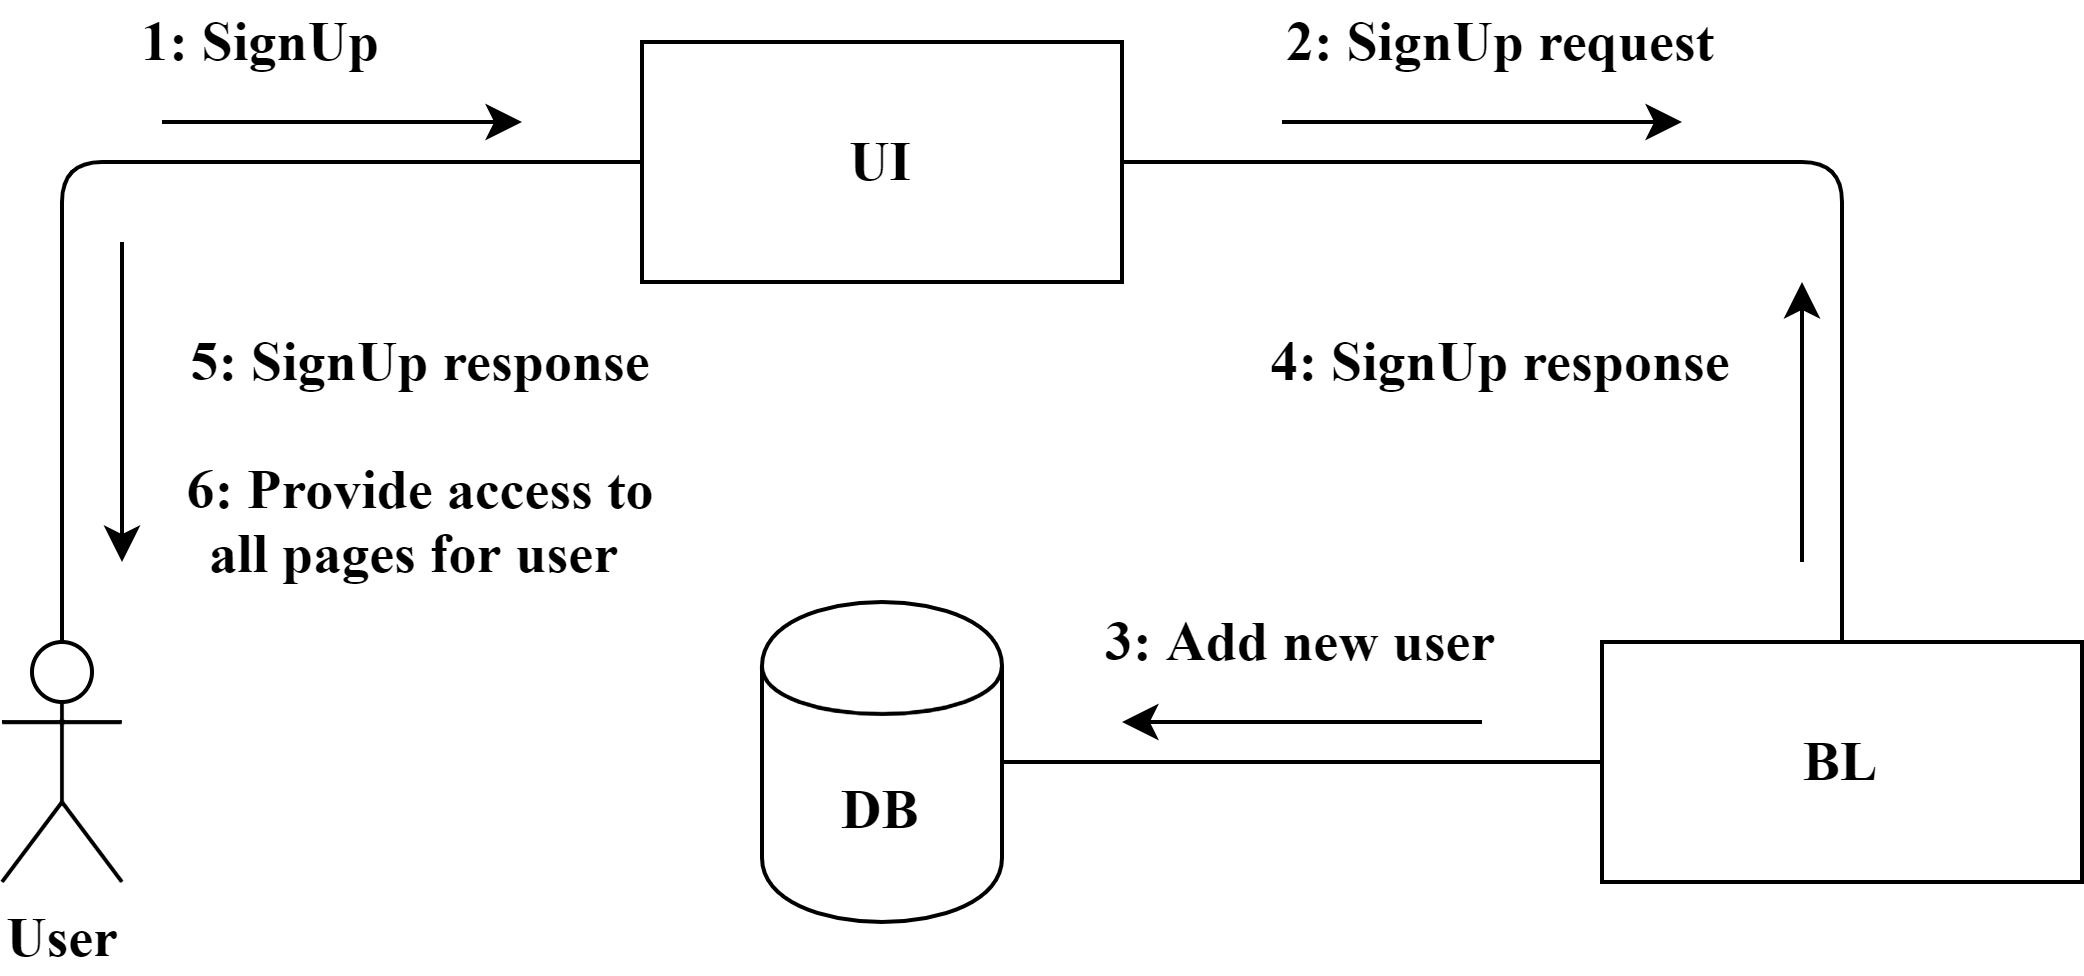 1: SignUp
2: SignUp request
UI
5: SignUp response
4: SignUp response
6: Provide access to
all pages for user
3: Add new user
BL
DB
User